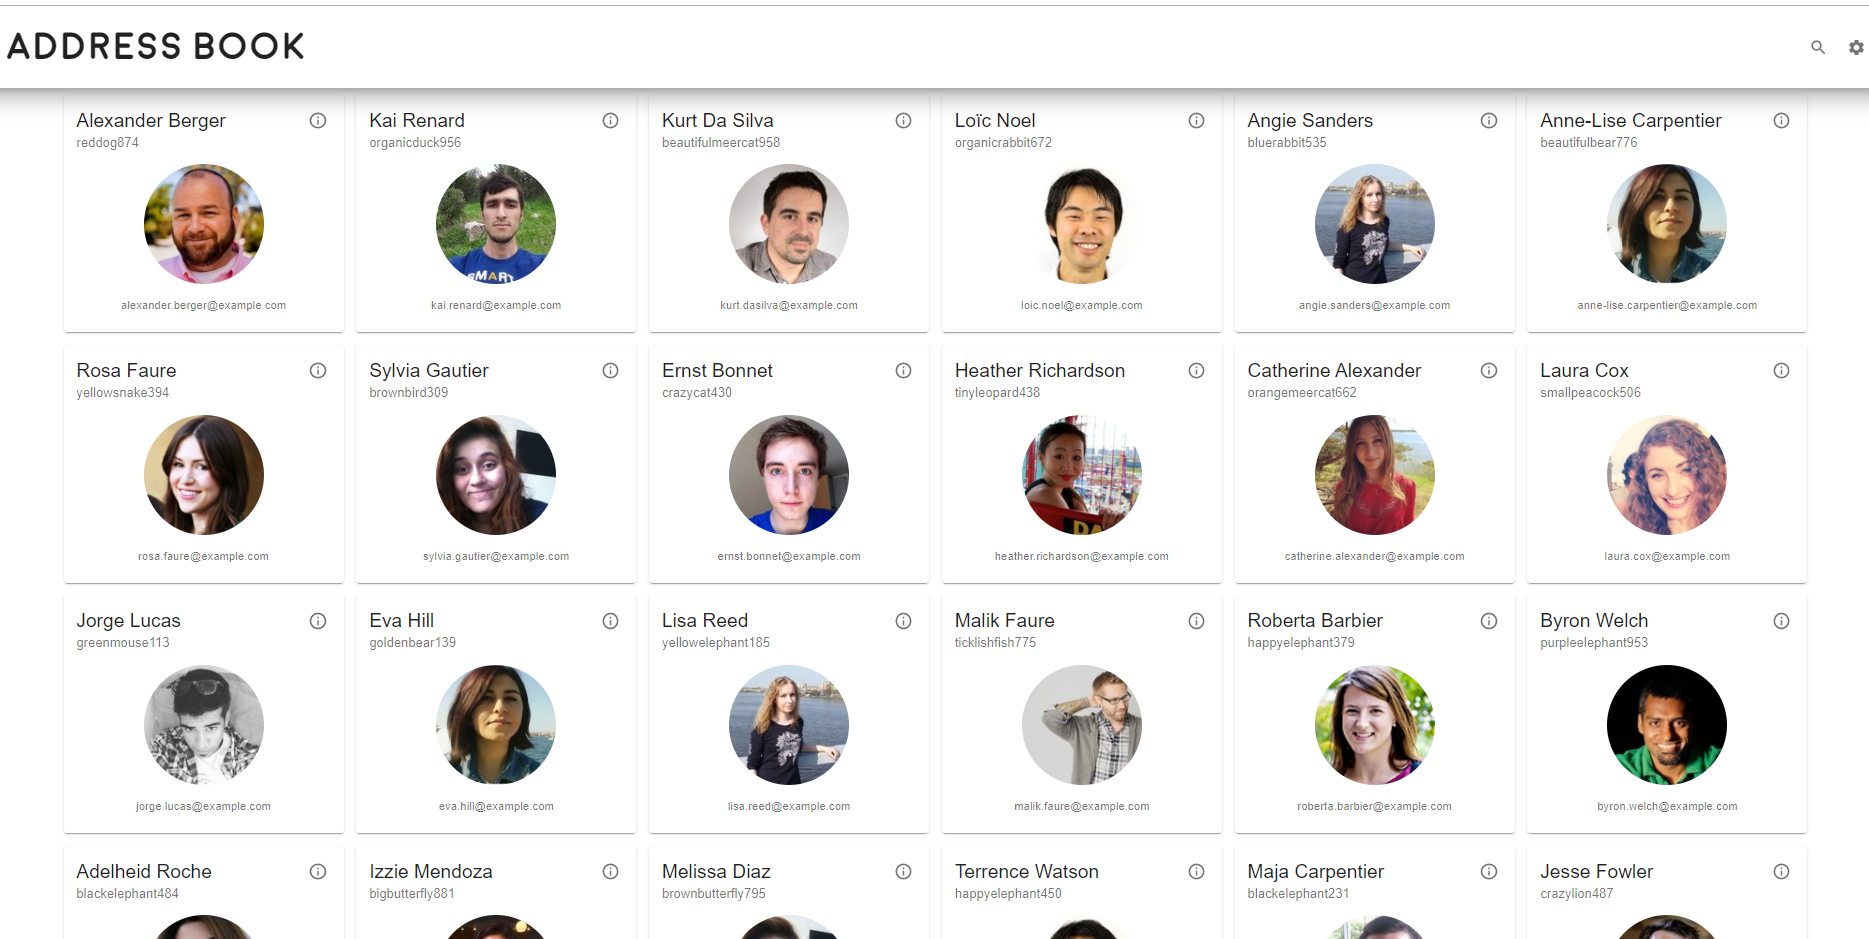 ADDRESS BOOK
Alexander Berger
reddog874
alexander.berger@example.com
Kai Renard
organicduck956
SMART
kai.renard@example.com
Kurt Da Silva
beautifulmeercat958
kurt.dasilva@example.com
Loïc Noel
organicrabbit672
loic.noel@example.com
Angie Sanders
bluerabbit535
angie.sanders@example.com
Anne-Lise Carpentier
beautifulbear776
anne-lise.carpentier@example.com
Rosa Faure
yellowsnake394
rosa.faure@example.com
Sylvia Gautier
brownbird309
sylvia.gautier@example.com
Ernst Bonnet
crazycat430
ernst.bonnet@example.com
Heather Richardson
tinyleopard438
DA
heather.richardson@example.com
Catherine Alexander
orangemeercat662
catherine.alexander@example.com
Laura Cox
smallpeacock506
laura.cox@example.com
Jorge Lucas
greenmouse113
jorge.lucas@example.com
Eva Hill
goldenbear139
eva.hill@example.com
Lisa Reed
yellowelephant185
lisa.reed@example.com
Malik Faure
ticklishfish775
malik.faure@example.com
Roberta Barbier
happyelephant379
roberta.barbier@example.com
Byron Welch
purpleelephant953
byron.welch@example.com
Adelheid Roche
blackelephant484
Izzie Mendoza
bigbutterfly881
Melissa Diaz
brownbutterfly795
Terrence Watson
happyelephant450
Maja Carpentier
blackelephant231
Jesse Fowler
crazylion487